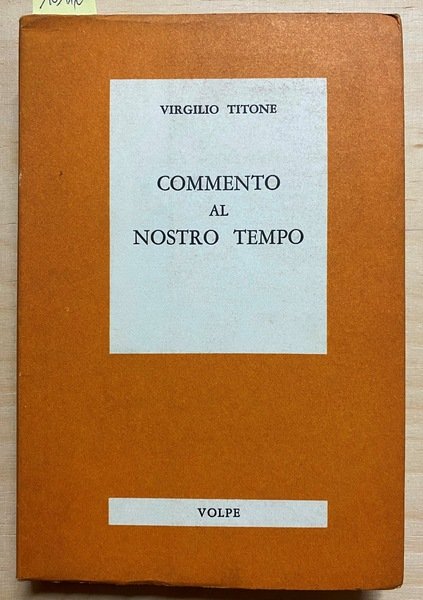 VIRGILIO TITONE
COMMENTO
AL
NOSTRO TEMPO
VOLPE